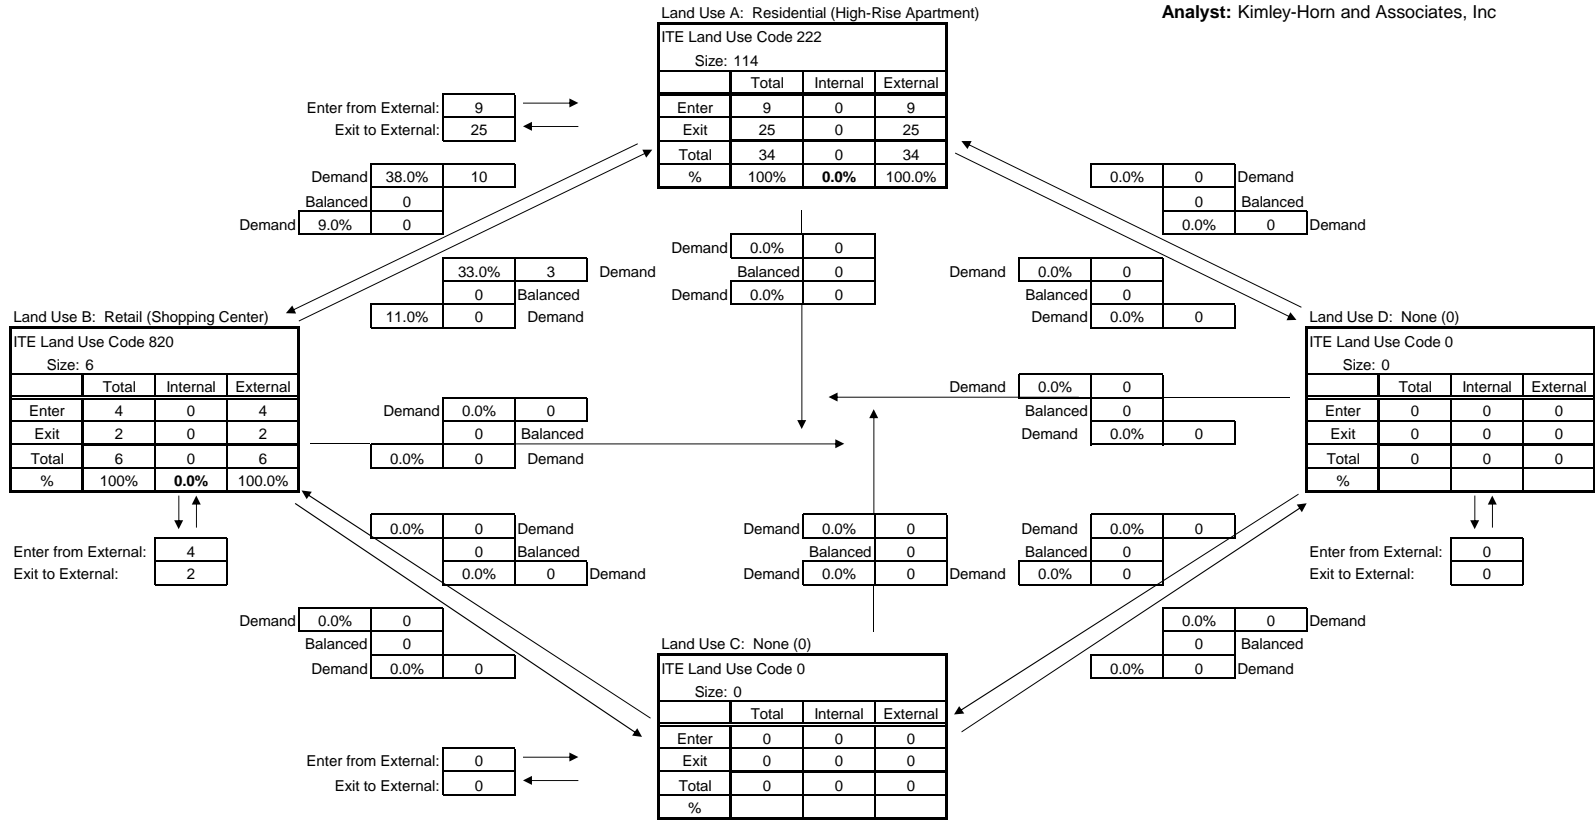 Land Use A: Residential (High-Rise Apartment)
Analyst: Kimley-Horn and Associates, Inc
ITE Land Use Code 222
Size: 114
Total Internal External
Enter 9 0 9
Exit 25 0 25
Total 34 0 34
% 100% 0.0% 100.0%
Enter from External: 9
Exit to External: 25
Demand 38.0% 10
Balanced 0
Demand 9.0% 0
33.0% 3 Demand
0 Balanced
11.0% 0 Demand
Demand 0.0% 0
Balanced 0
Demand 0.0% 0
0.0% 0 Demand
0 Balanced
0.0% 0 Demand
Demand 0.0% 0
Balanced 0
Demand 0.0% 0
Land Use B: Retail (Shopping Center)
ITE Land Use Code 820
Size: 6
Total Internal External
Enter 4 0 4
Exit 2 0 2
Total 6 0 6
% 100% 0.0% 100.0%
Enter from External: 4
Exit to External: 2
Demand 0.0% 0
0 Balanced
0.0% 0 Demand
Demand 0.0% 0
Balanced 0
Demand 0.0% 0
Land Use D: None (0)
ITE Land Use Code 0
Size: 0
Total Internal External
Enter 0 0 0
Exit 0 0 0
Total 0 0 0
%
Enter from External: 0
Exit to External: 0
0.0% 0 Demand
0 Balanced
0.0% 0 Demand
Demand 0.0% 0
Balanced 0
Demand 0.0% 0
Demand 0.0% 0
Balanced 0
Demand 0.0% 0
Demand 0.0% 0
Balanced 0
Demand 0.0% 0
0.0% 0 Demand
0 Balanced
0.0% 0 Demand
Land Use C: None (0)
ITE Land Use Code 0
Size: 0
Total Internal External
Enter 0 0 0
Exit 0 0 0
Total 0 0 0
%
Enter from External: 0
Exit to External: 0